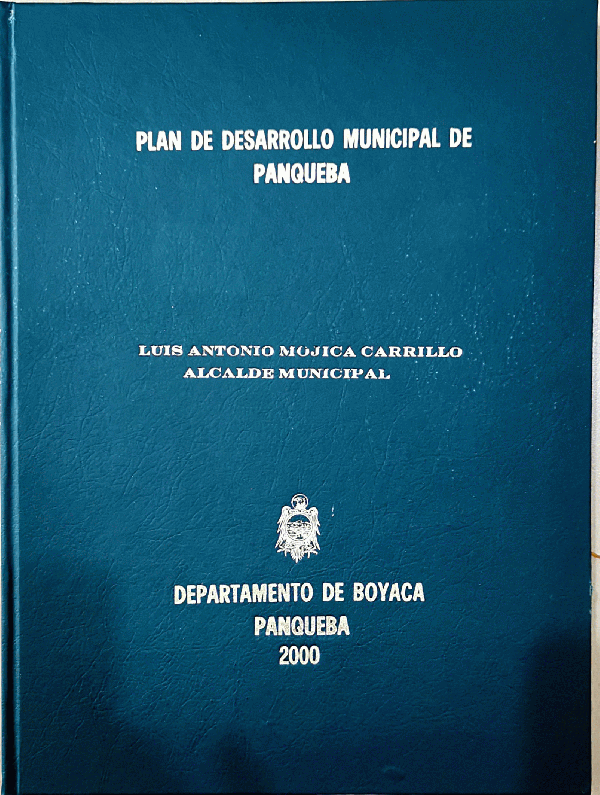 PLAN DE DESARROLLO MUNICIPAL DE
PANQUEBA
LUIS ANTONIO MOJICA CARRILLO
ALCALDE MUNICIPAL
DEPARTAMENTO DE BOYACA
PANQUEBA
2000